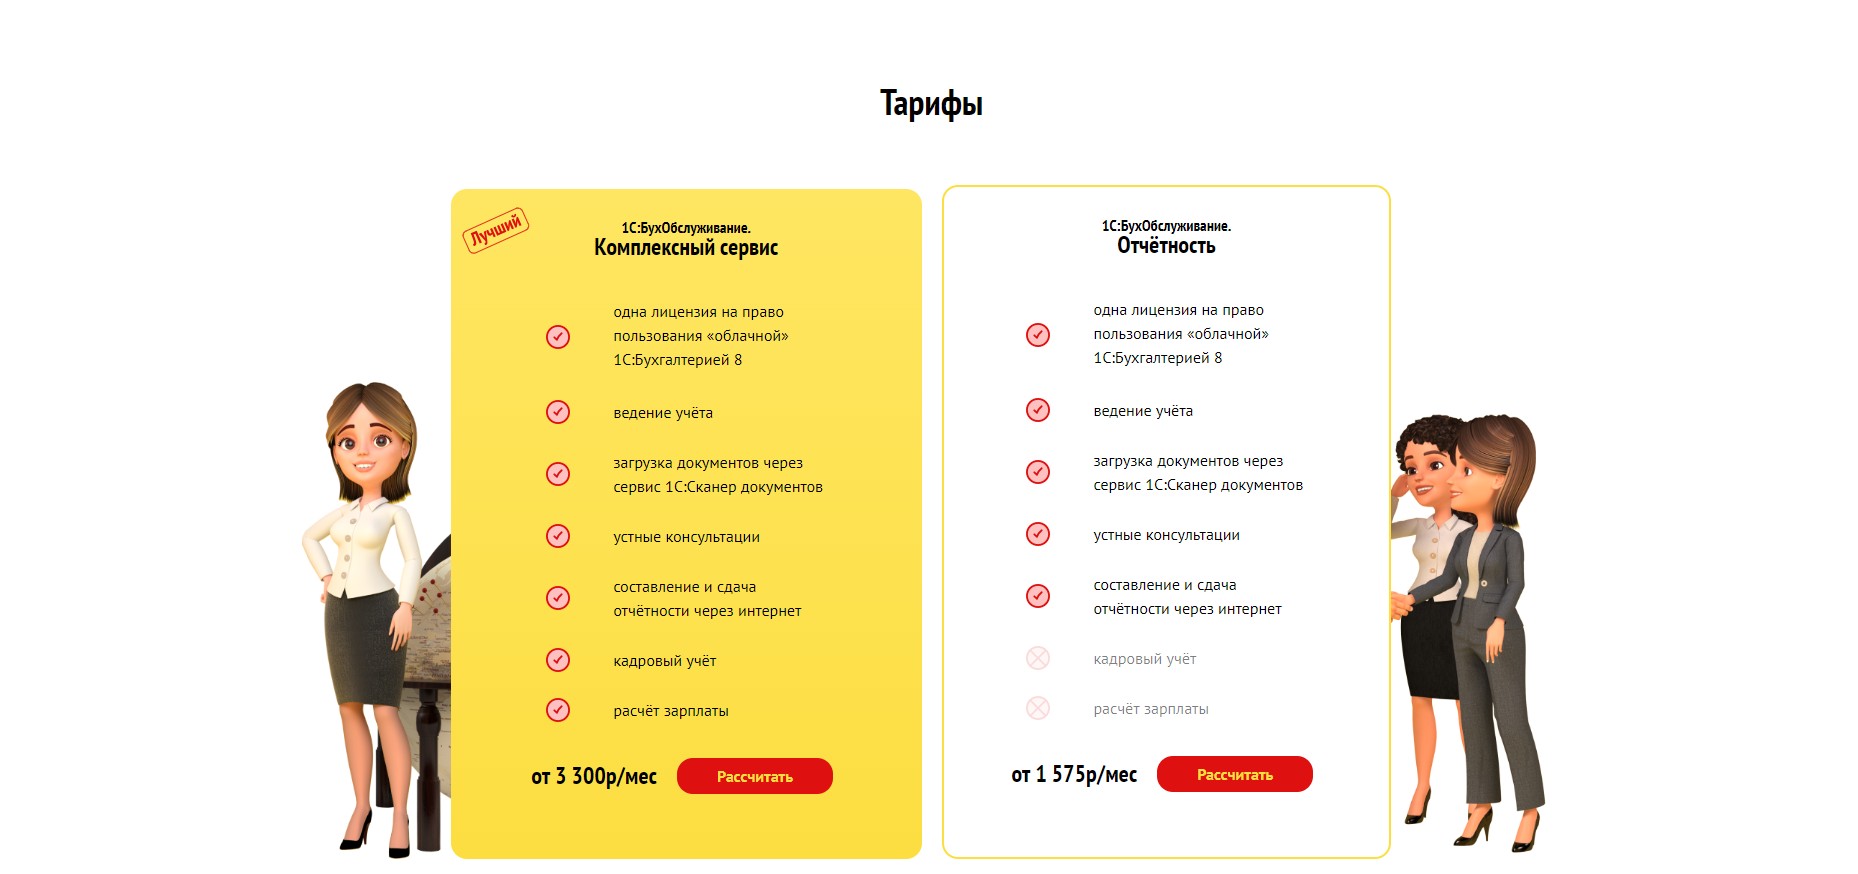 Тарифы
Лучший
1С:БухОбслуживание.
Комплексный сервис
одна лицензия на право
пользования «облачной»
1С:Бухгалтерией 8
ведение учёта
загрузка документов через
сервис 1С:Сканер документов
устные консультации
составление и сдача
отчётности через интернет
кадровый учёт
расчёт зарплаты
от 3 300р/мес
Рассчитать
1С:БухОбслуживание.
Отчётность
одна лицензия на право
пользования «облачной»
1С:Бухгалтерией 8
ведение учёта
загрузка документов через
сервис 1С:Сканер документов
устные консультации
составление и сдача
отчётности через интернет
кадровый учёт
расчёт зарплаты
от 1 575р/мес
Рассчитать